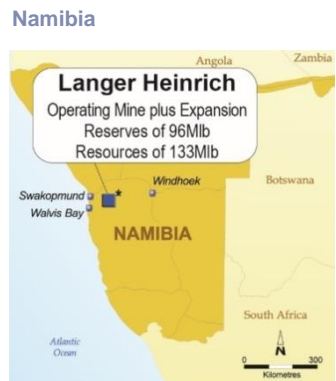 Namibia
Angola
Zambia
Langer Heinrich
Operating Mine plus Expansion
Reserves of 96Mlb
Resources of 133Mlb
Windhoek
Botswana
Swakopmund
*
Walvis Bay
NAMIBIA
South Africa
Atlantic
Ocean
N
0 300
Kilometres